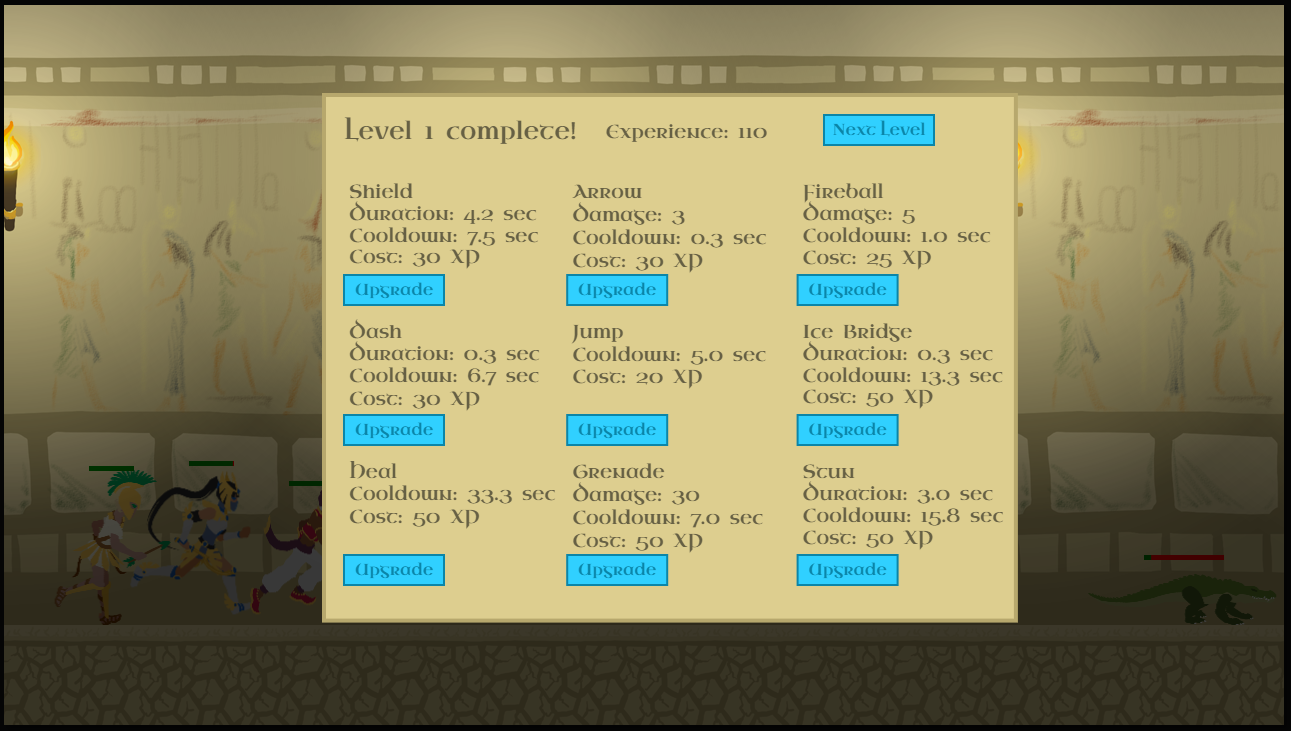 Level 1 complete! Experience: 110 Next Level
Shield
Duration: 4.2 sec
Cooldown: 7.5 sec
Cost: 30 XP
Upgrade
Arrow
Damage: 3
Cooldown: 0.3 sec
Cost: 30 XP
Upgrade
Fireball
Damage: 5
Cooldown: 1.0 sec
Cost: 25 XP
Upgrade
Dash
Duration: 0.3 sec
Cooldown: 6.7 sec
Cost: 30 XP
Upgrade
Jump
Cooldown: 5.0 sec
Cost: 20 XP
Upgrade
Ice Bridge
Duration: 0.3 sec
Cooldown: 13.3 sec
Cost: 50 XP
Upgrade
Heal
Cooldown: 33.3 sec
Cost: 50 XP
Upgrade
Grenade
Damage: 30
Cooldown: 7.0 sec
Cost: 50 XP
Upgrade
Stun
Duration: 3.0 sec
Cooldown: 15.8 sec
Cost: 50 XP
Upgrade